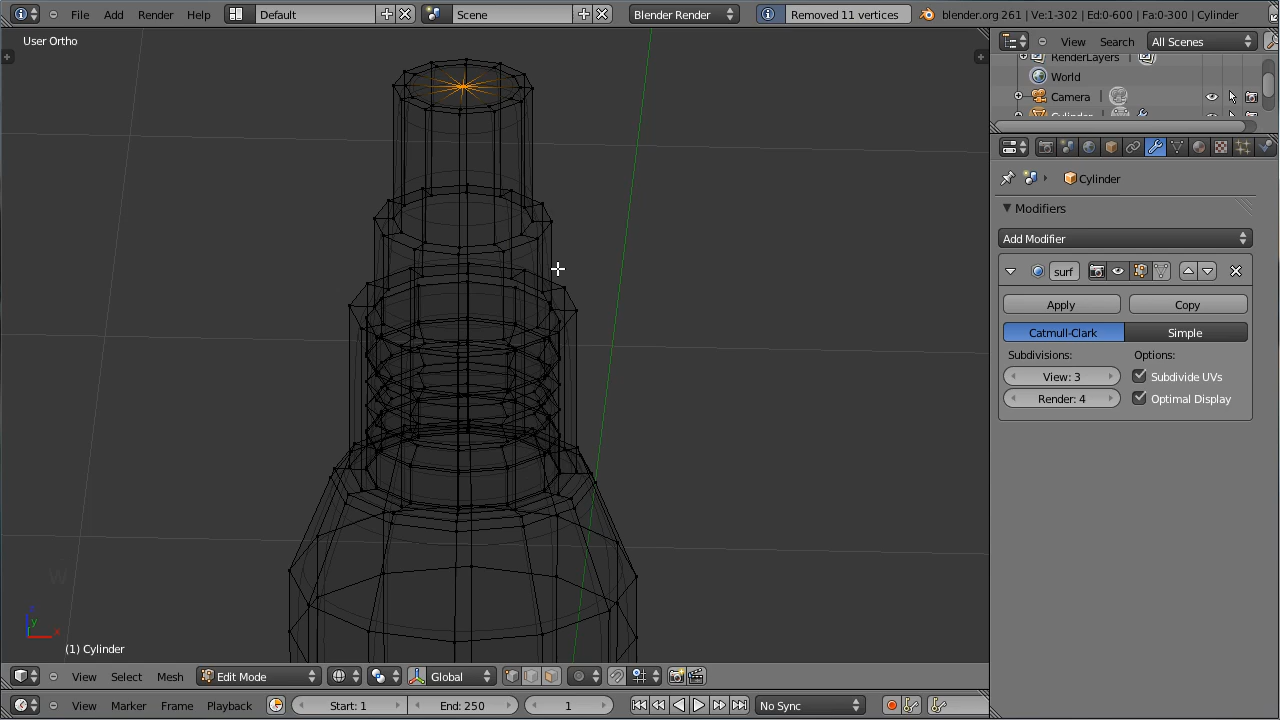 File Add Render Help Default Scene Blender Render Removed 11 vertices blender.org 261 | Ve:1-302 | Ed:0-600 | Fa:0-300 | Cylinder
User Ortho
View Search All Scenes
RenderLayers
World
Camera
Cylinder
Cylinder
Modifiers
Add Modifier
surf
Apply Copy
Catmull-Clark Simple
Subdivisions: Options:
View: 3 Subdivide UVs
Render: 4 Optimal Display
W
z
y
x
(1) Cylinder
View Select Mesh Edit Mode Global
View Marker Frame Playback Start: 1 End: 250 1 No Sync